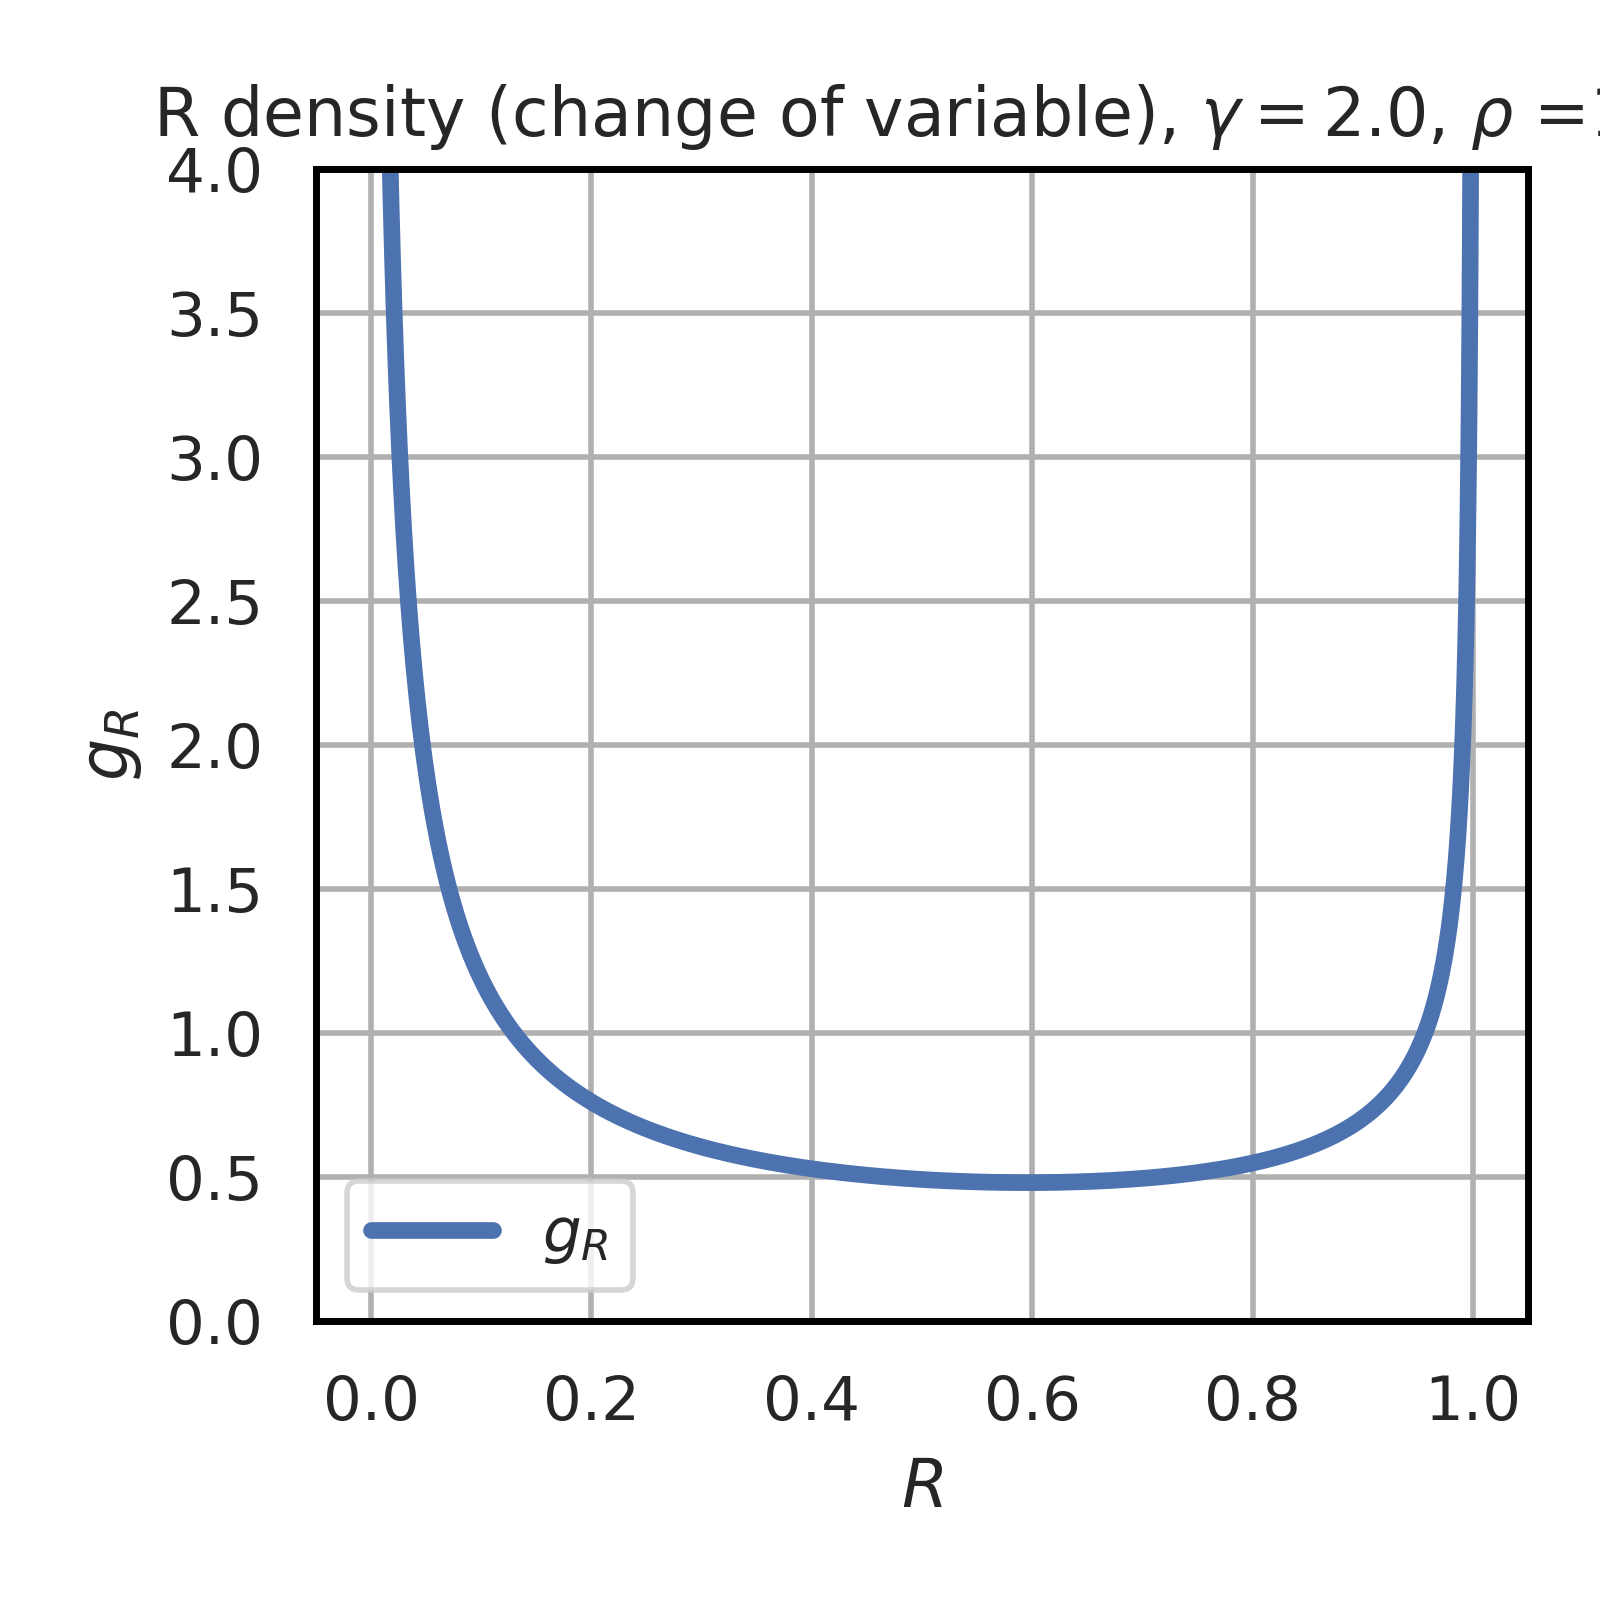 R density (change of variable), γ = 2.0, ρ =
4.0
3.5
3.0
2.5
2.0
1.5
1.0
0.5
0.0
g_R
g_R
0.0 0.2 0.4 0.6 0.8 1.0
R